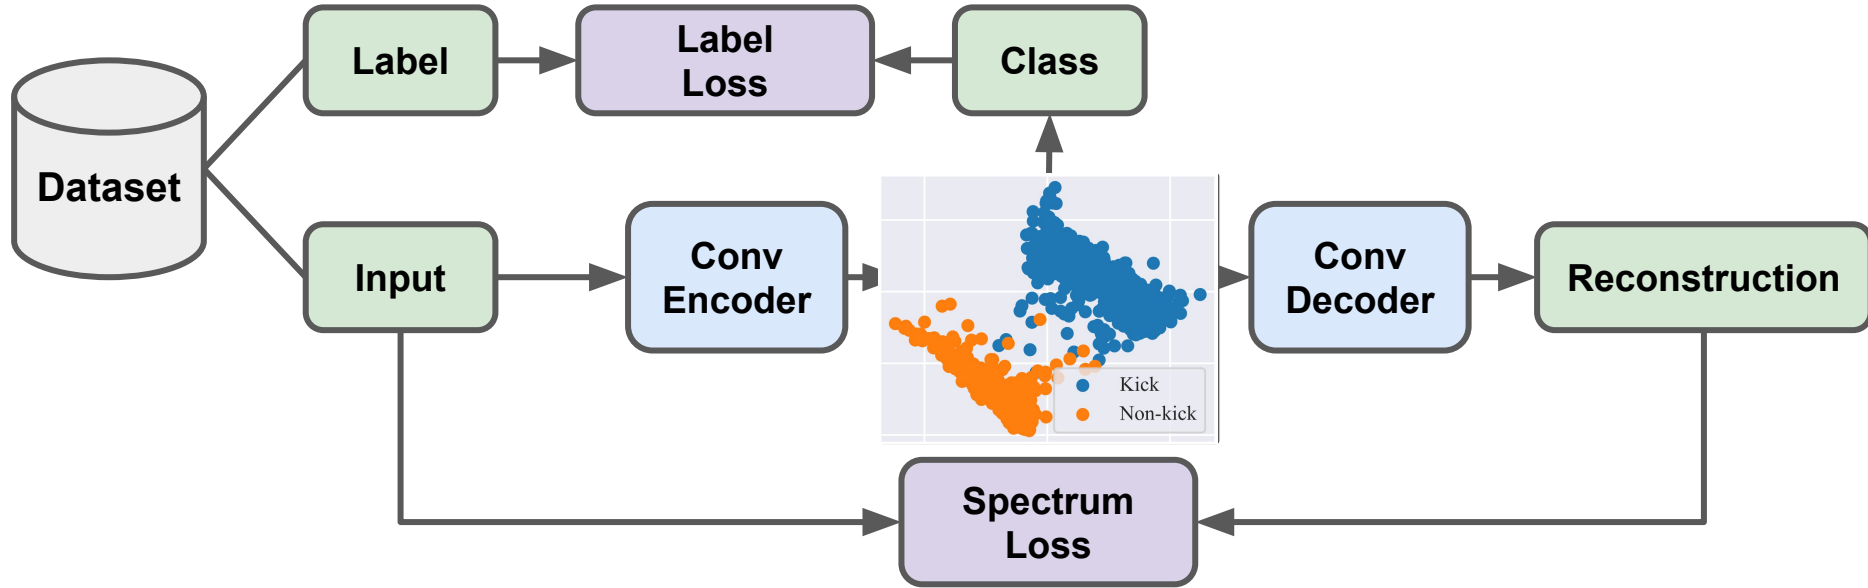 Label
Label
Loss
Class
Dataset
Input
Conv
Encoder
Kick
Non-kick
Conv
Decoder
Reconstruction
Spectrum
Loss